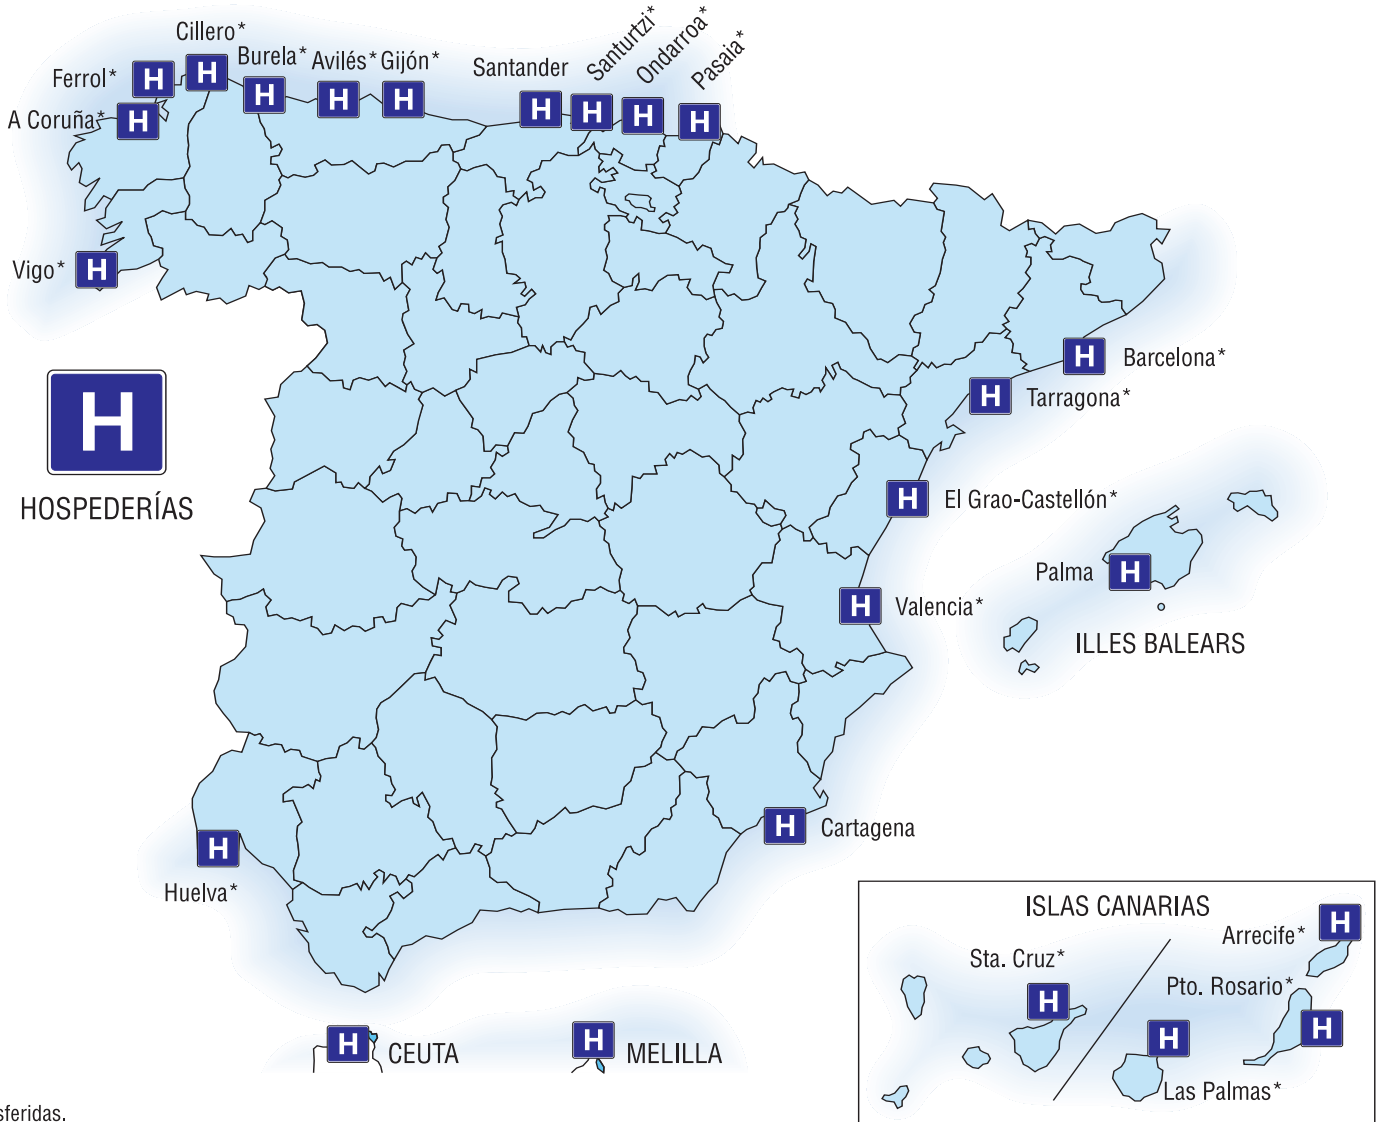 Cillero*
Santurtzi*
Ondarroa*
Pasaia*
Burela*
Avilés*
Gijón*
Santander
Ferrol*
H
H
H
H
H
H
H
H
H
A Coruña*
H
Vigo*
H
H
HOSPEDERÍAS
H
Barcelona*
H
Tarragona*
H
El Grao-Castellón*
Palma
H
H
Valencia*
ILLES BALEARS
H
Cartagena
H
Huelva*
ISLAS CANARIAS
Arrecife*
H
Sta. Cruz*
H
Pto. Rosario*
H
H
Las Palmas*
H
CEUTA
H
MELILLA
sferidas.